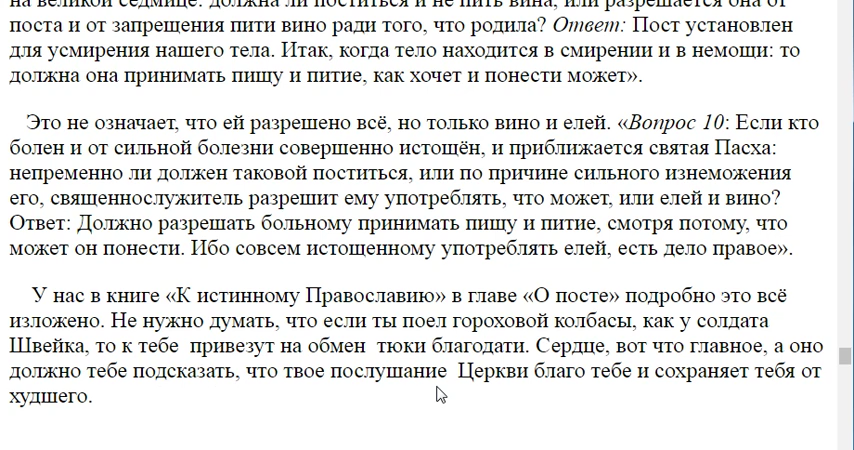 на великой седмице: должна ли поститься и не пить вина, или разрешается она от
поста и от запрещения пити вино ради того, что родила? Ответ: Пост установлен
для усмирения нашего тела. Итак, когда тело находится в смирении и в немощи: то
должна она принимать пищу и питие, как хочет и понести может».
Это не означает, что ей разрешено всё, но только вино и елей. «Вопрос 10: Если кто
болен и от сильной болезни совершенно истощён, и приближается святая Пасха:
непременно ли должен таковой поститься, или по причине сильного изнеможения
его, священнослужитель разрешит ему употреблять, что может, или елей и вино?
Ответ: Должно разрешать больному принимать пищу и питие, смотря потому, что
может он понести. Ибо совсем истощенному употреблять елей, есть дело правое».
У нас в книге «К истинному Православию» в главе «О посте» подробно это всё
изложено. Не нужно думать, что если ты поел гороховой колбасы, как у солдата
Швейка, то к тебе привезут на обмен тюки благодати. Сердце, вот что главное, а оно
должно тебе подсказать, что твое послушание Церкви благо тебе и сохраняет тебя от
худшего.